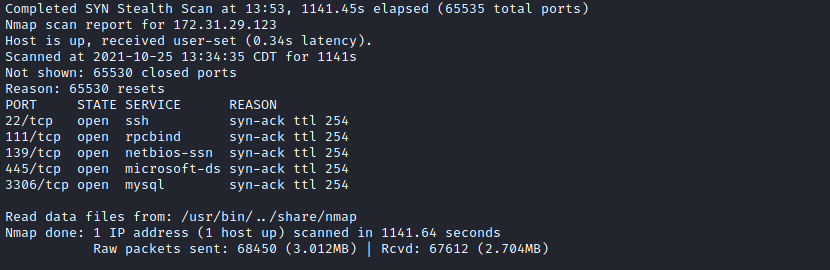 Completed SYN Stealth Scan at 13:53, 1141.45s elapsed (65535 total ports)
Nmap scan report for 172.31.29.123
Host is up, received user-set (0.34s latency).
Scanned at 2021-10-25 13:34:35 CDT for 1141s
Not shown: 65530 closed ports
Reason: 65530 resets
PORT     STATE SERVICE      REASON
22/tcp   open  ssh          syn-ack ttl 254
111/tcp  open  rpcbind      syn-ack ttl 254
139/tcp  open  netbios-ssn  syn-ack ttl 254
445/tcp  open  microsoft-ds syn-ack ttl 254
3306/tcp open  mysql        syn-ack ttl 254
Read data files from: /usr/bin/../share/nmap
Nmap done: 1 IP address (1 host up) scanned in 1141.64 seconds
           Raw packets sent: 68450 (3.012MB) | Rcvd: 67612 (2.704MB)